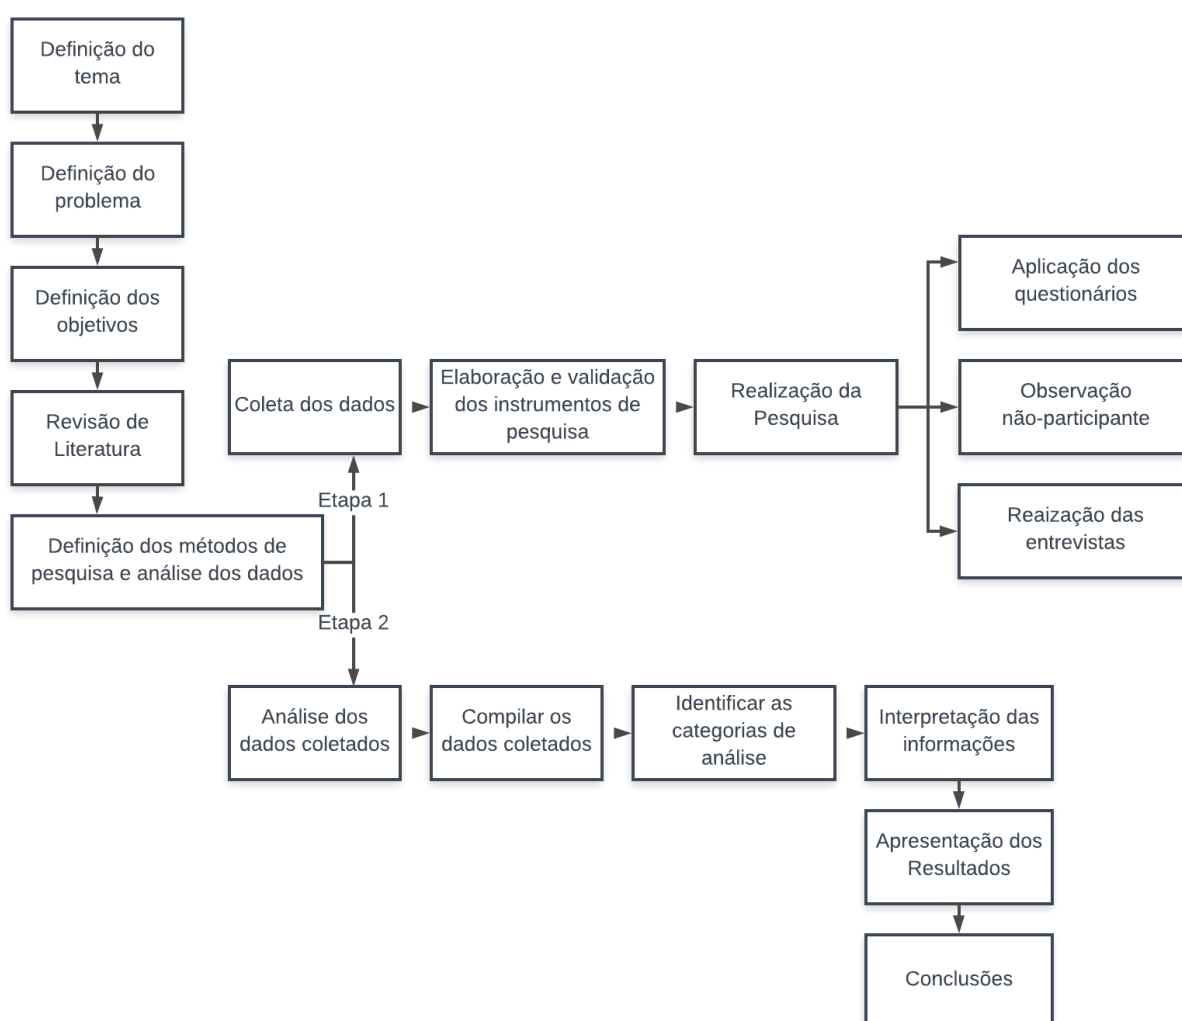 Definição do
tema
Definição do
problema
Definição dos
objetivos
Revisão de
Literatura
Definição dos métodos de
pesquisa e análise dos dados
Etapa 1
Coleta dos dados
Elaboração e validação
dos instrumentos de
pesquisa
Realização da
Pesquisa
Aplicação dos
questionários
Observação
não-participante
Reaização das
entrevistas
Etapa 2
Análise dos
dados coletados
Compilar os
dados coletados
Identificar as
categorias de
análise
Interpretação das
informações
Apresentação dos
Resultados
Conclusões